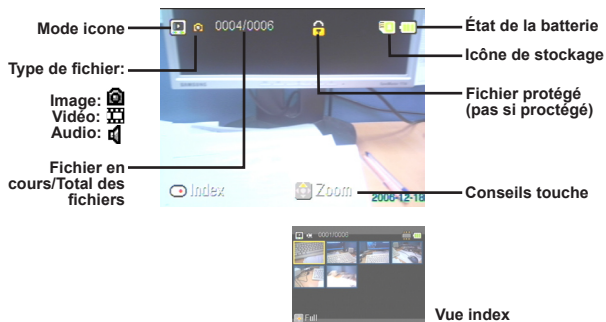 Mode icone
Type de fichier:
Image:
Vidéo:
Audio:
Fichier en
cours/Total des
fichiers
0004/0006
Index
Zoom
2006-12-18
État de la batterie
Icône de stockage
Fichier protégé
(pas si proctégé)
Conseils touche
0001/0006
Full
Vue index